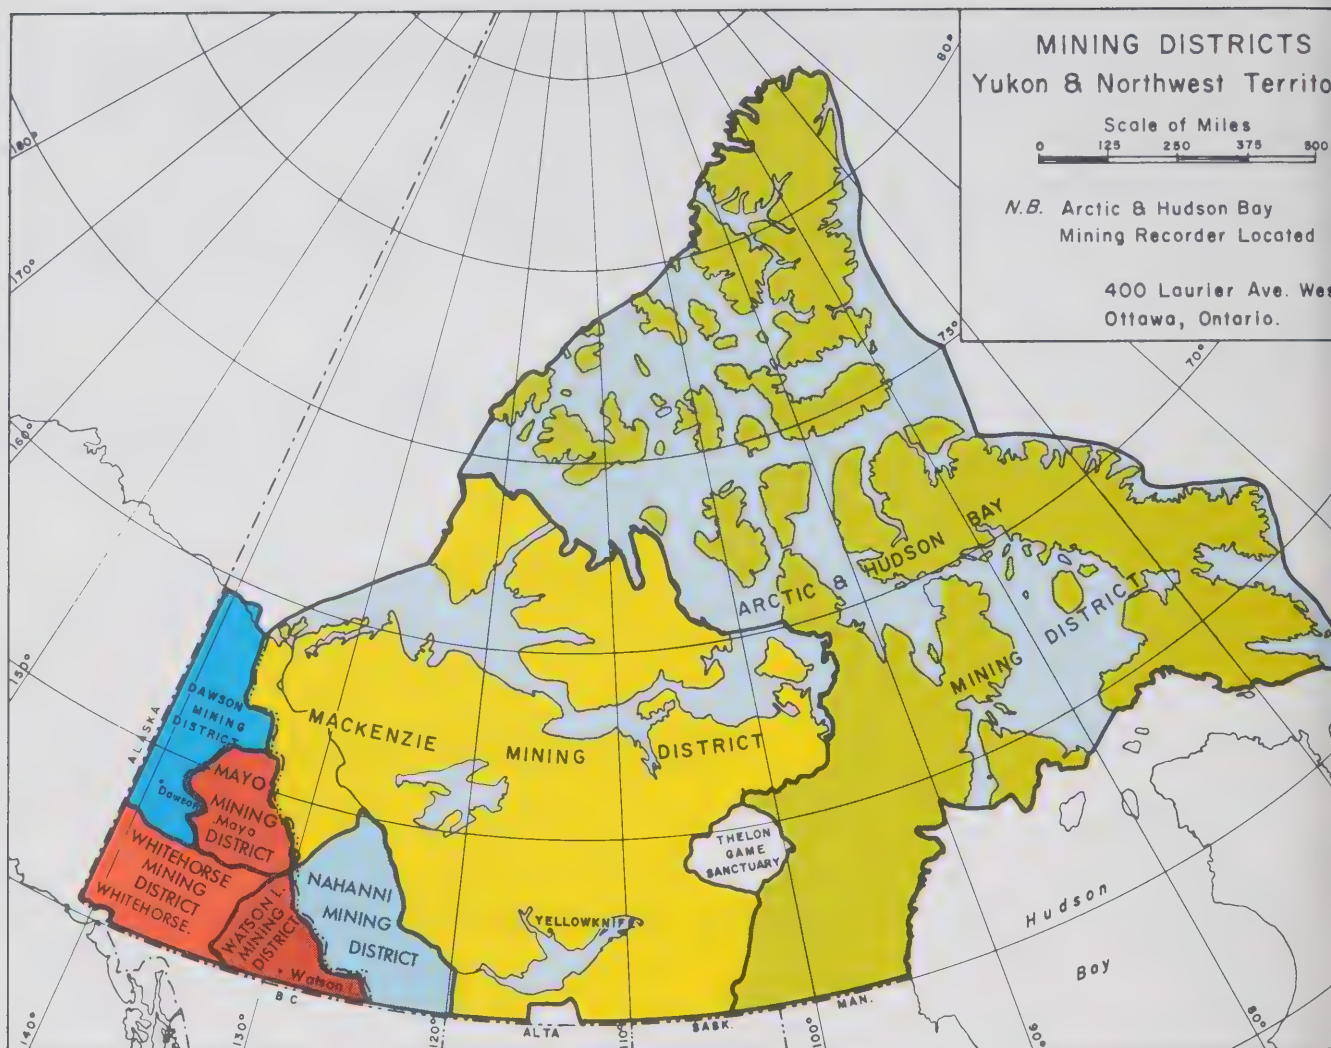 MINING DISTRICTS
Yukon & Northwest Territo
Scale of Miles
0 125 250 375 500
N.B. Arctic & Hudson Bay
Mining Recorder Located
400 Laurier Ave. Wes
Ottawa, Ontario.
80°
75°
70°
180°
170°
160°
150°
140°
130°
120°
110°
100°
90°
80°
ALASKA
DAWSON
MINING
DISTRICT
Dawson
MAYO
MINING
Mayo
DISTRICT
WHITEHORSE
MINING
DISTRICT
WHITEHORSE.
WATSON L.
MINING
DISTRICT
Watson L.
NAHANNI
MINING
DISTRICT
MACKENZIE MINING DISTRICT
YELLOWKNIFE
THELON
GAME
SANCTUARY
ARCTIC & HUDSON BAY
MINING DISTRICT
Hudson
Bay
B C
ALTA
SASK.
MAN.